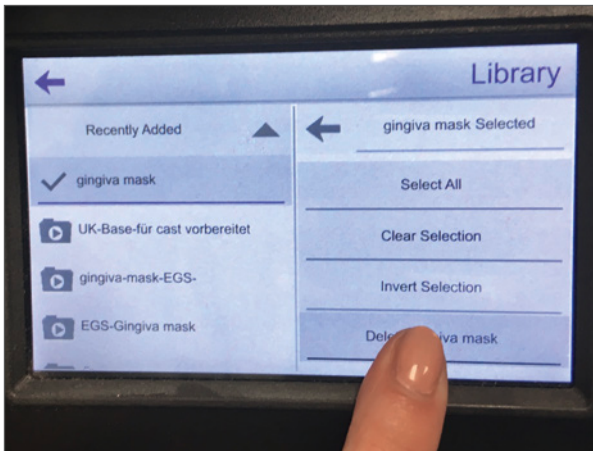 Library
Recently Added
gingiva mask
UK-Base-für cast vorbereitet
gingiva-mask-EGS-
EGS-Gingiva mask
gingiva mask Selected
Select All
Clear Selection
Invert Selection
mask